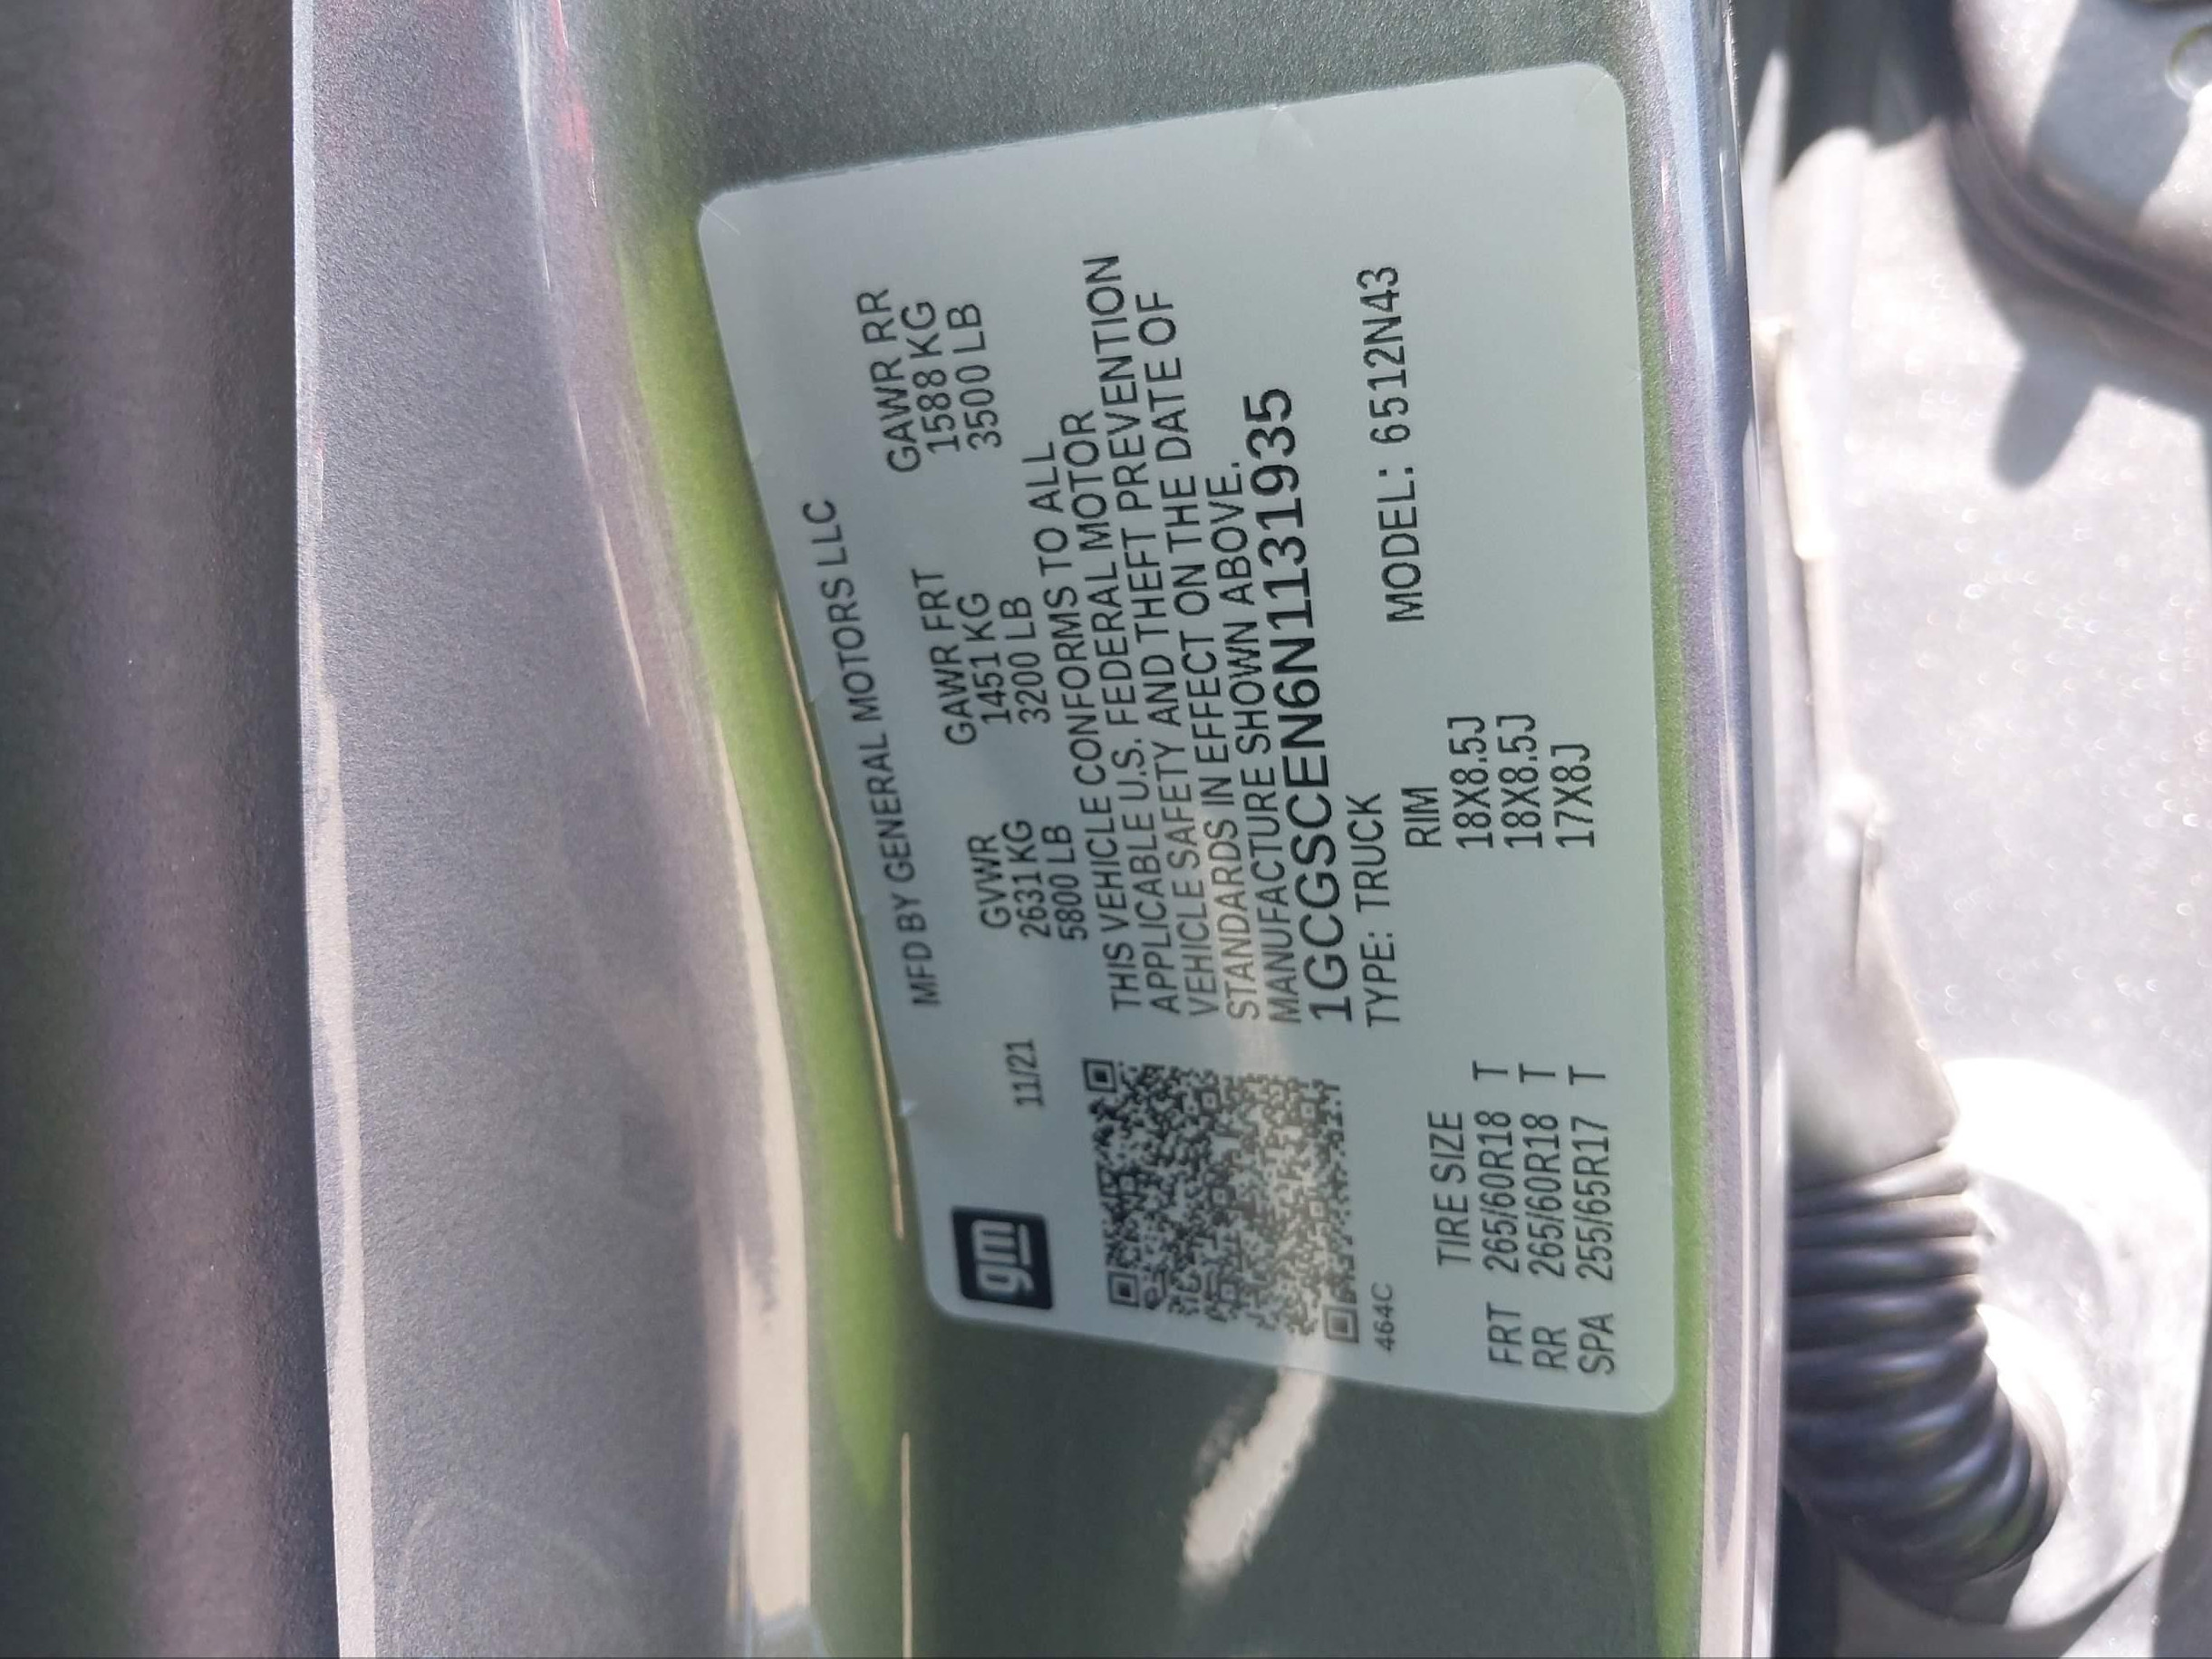 gm
MFD BY GENERAL MOTORS LLC
11/21
GVWR GAWR FRT GAWR RR
2631 KG 1451 KG 1588 KG
5800 LB 3200 LB 3500 LB
THIS VEHICLE CONFORMS TO ALL
APPLICABLE U.S. FEDERAL MOTOR
VEHICLE SAFETY AND THEFT PREVENTION
STANDARDS IN EFFECT ON THE DATE OF
MANUFACTURE SHOWN ABOVE.
1GCGSCEN6N1131935
464C TYPE: TRUCK MODEL: 6512N43
TIRE SIZE RIM
FRT 265/60R18 T 18X8.5J
RR 265/60R18 T 18X8.5J
SPA 255/65R17 T 17X8J